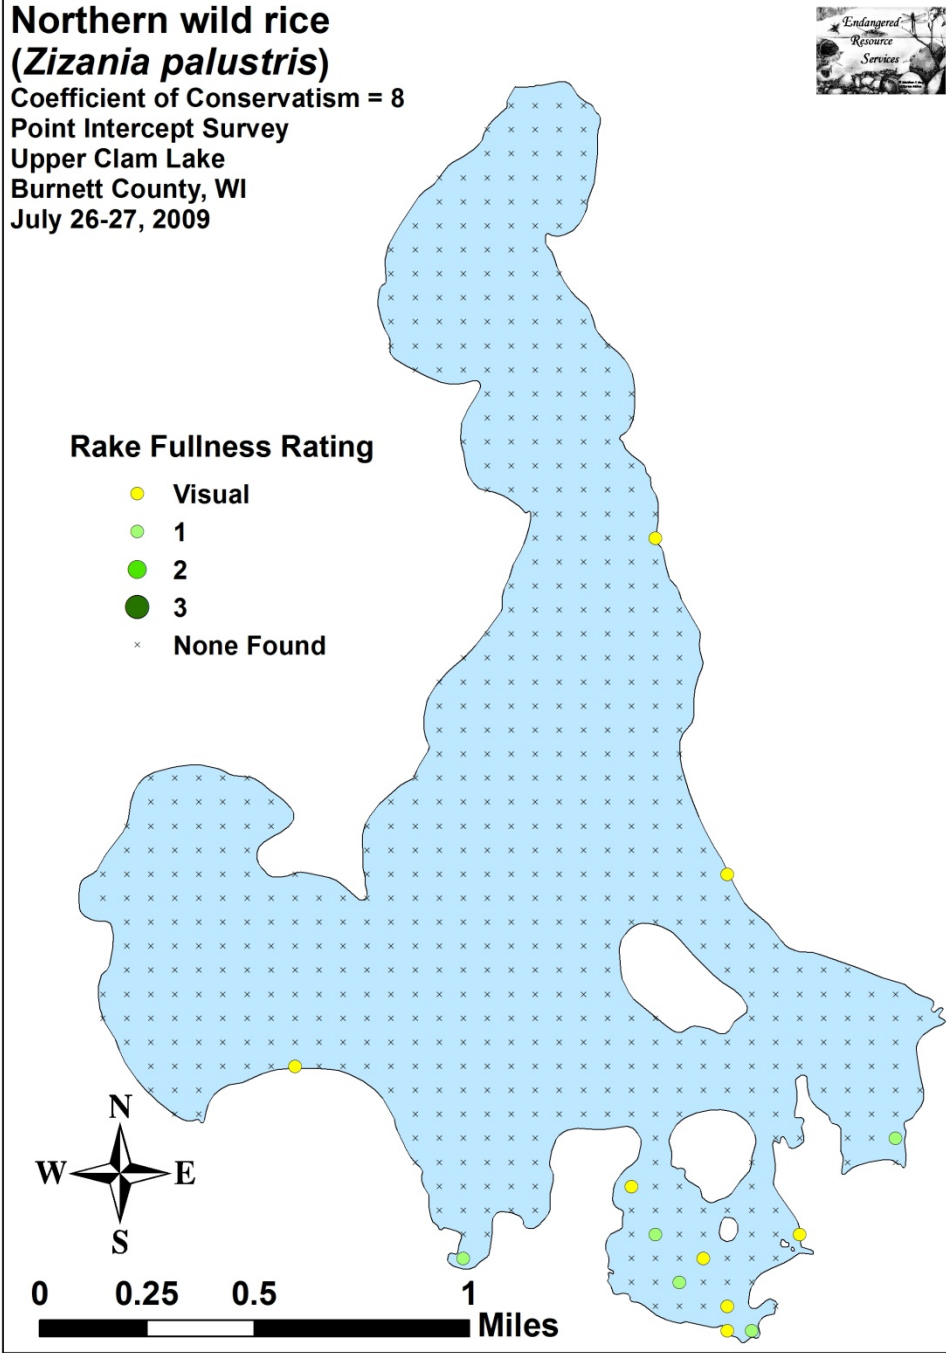 Northern wild rice
(Zizania palustris)
Coefficient of Conservatism = 8
Point Intercept Survey
Upper Clam Lake
Burnett County, WI
July 26-27, 2009
Endangered
Resource
Services
Rake Fullness Rating
Visual
1
2
3
None Found
N
W E
S
0 0.25 0.5 1
Miles